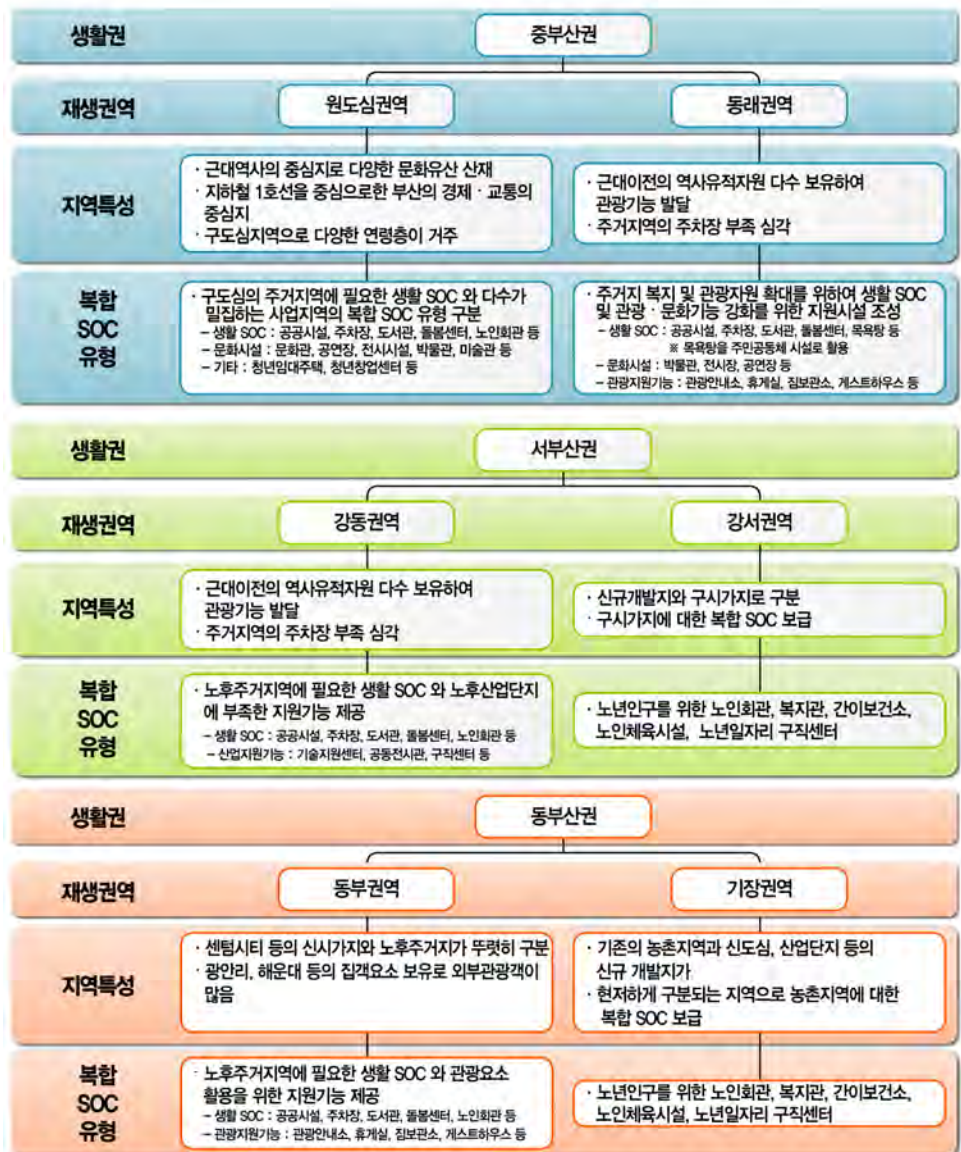 생활권
중부산권
재생권역
원도심권역
동래권역
지역특성
· 근대역사의 중심지로 다양한 문화유산 산재
· 지하철 1호선을 중심으로한 부산의 경제 · 교통의
중심지
· 구도심지역으로 다양한 연령층이 거주
· 근대이전의 역사유적자원 다수 보유하여
관광기능 발달
· 주거지역의 주차장 부족 심각
복합
SOC
유형
· 구도심의 주거지역에 필요한 생활 SOC 와 다수가
밀집하는 사업지역의 복합 SOC 유형 구분
– 생활 SOC : 공공시설, 주차장, 도서관, 돌봄센터, 노인회관 등
– 문화시설 : 문화관, 공연장, 전시시설, 박물관, 미술관 등
– 기타 : 청년임대주택, 청년창업센터 등
· 주거지 복지 및 관광자원 확대를 위하여 생활 SOC
및 관광 · 문화기능 강화를 위한 지원시설 조성
– 생활 SOC : 공공시설, 주차장, 도서관, 돌봄센터, 목욕탕 등
※ 목욕탕을 주민공동체 시설로 활용
– 문화시설 : 박물관, 전시장, 공연장 등
– 관광지원기능 : 관광안내소, 휴게실, 짐보관소, 게스트하우스 등
생활권
서부산권
재생권역
강동권역
강서권역
지역특성
· 근대이전의 역사유적자원 다수 보유하여
관광기능 발달
· 주거지역의 주차장 부족 심각
· 신규개발지와 구시가지로 구분
· 구시가지에 대한 복합 SOC 보급
복합
SOC
유형
· 노후주거지역에 필요한 생활 SOC 와 노후산업단지
에 부족한 지원기능 제공
– 생활 SOC : 공공시설, 주차장, 도서관, 돌봄센터, 노인회관 등
– 산업지원기능 : 기술지원센터, 공동전시관, 구직센터 등
· 노년인구를 위한 노인회관, 복지관, 간이보건소,
노인체육시설, 노년일자리 구직센터
생활권
동부산권
재생권역
동부권역
기장권역
지역특성
· 센텀시티 등의 신시가지와 노후주거지가 뚜렷히 구분
· 광안리, 해운대 등의 집객요소 보유로 외부관광객이
많음
· 기존의 농촌지역과 신도심, 산업단지 등의
신규 개발지가
· 현저하게 구분되는 지역으로 농촌지역에 대한
복합 SOC 보급
복합
SOC
유형
· 노후주거지역에 필요한 생활 SOC 와 관광요소
활용을 위한 지원기능 제공
– 생활 SOC : 공공시설, 주차장, 도서관, 돌봄센터, 노인회관 등
– 관광지원기능 : 관광안내소, 휴게실, 짐보관소, 게스트하우스 등
· 노년인구를 위한 노인회관, 복지관, 간이보건소,
노인체육시설, 노년일자리 구직센터